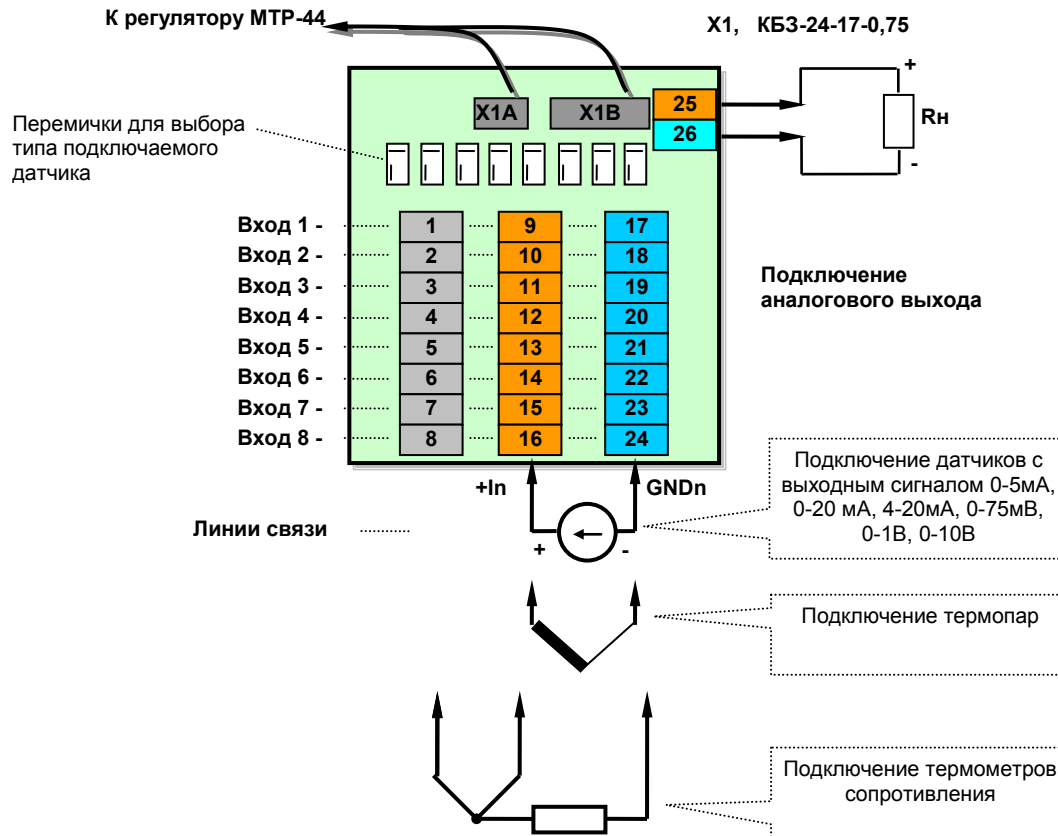 К регулятору МТР-44
X1, КБЗ-24-17-0,75
X1A
X1B
25
26
+
Rн
-
Перемички для выбора
типа подключаемого
датчика
Вход 1 - 1 9 17
Вход 2 - 2 10 18
Вход 3 - 3 11 19
Вход 4 - 4 12 20
Вход 5 - 5 13 21
Вход 6 - 6 14 22
Вход 7 - 7 15 23
Вход 8 - 8 16 24
Подключение
аналогового выхода
+In
GNDn
Линии связи
+
-
Подключение датчиков с
выходным сигналом 0-5мА,
0-20 мА, 4-20мА, 0-75мВ,
0-1В, 0-10В
Подключение термопар
Подключение термометров
сопротивления